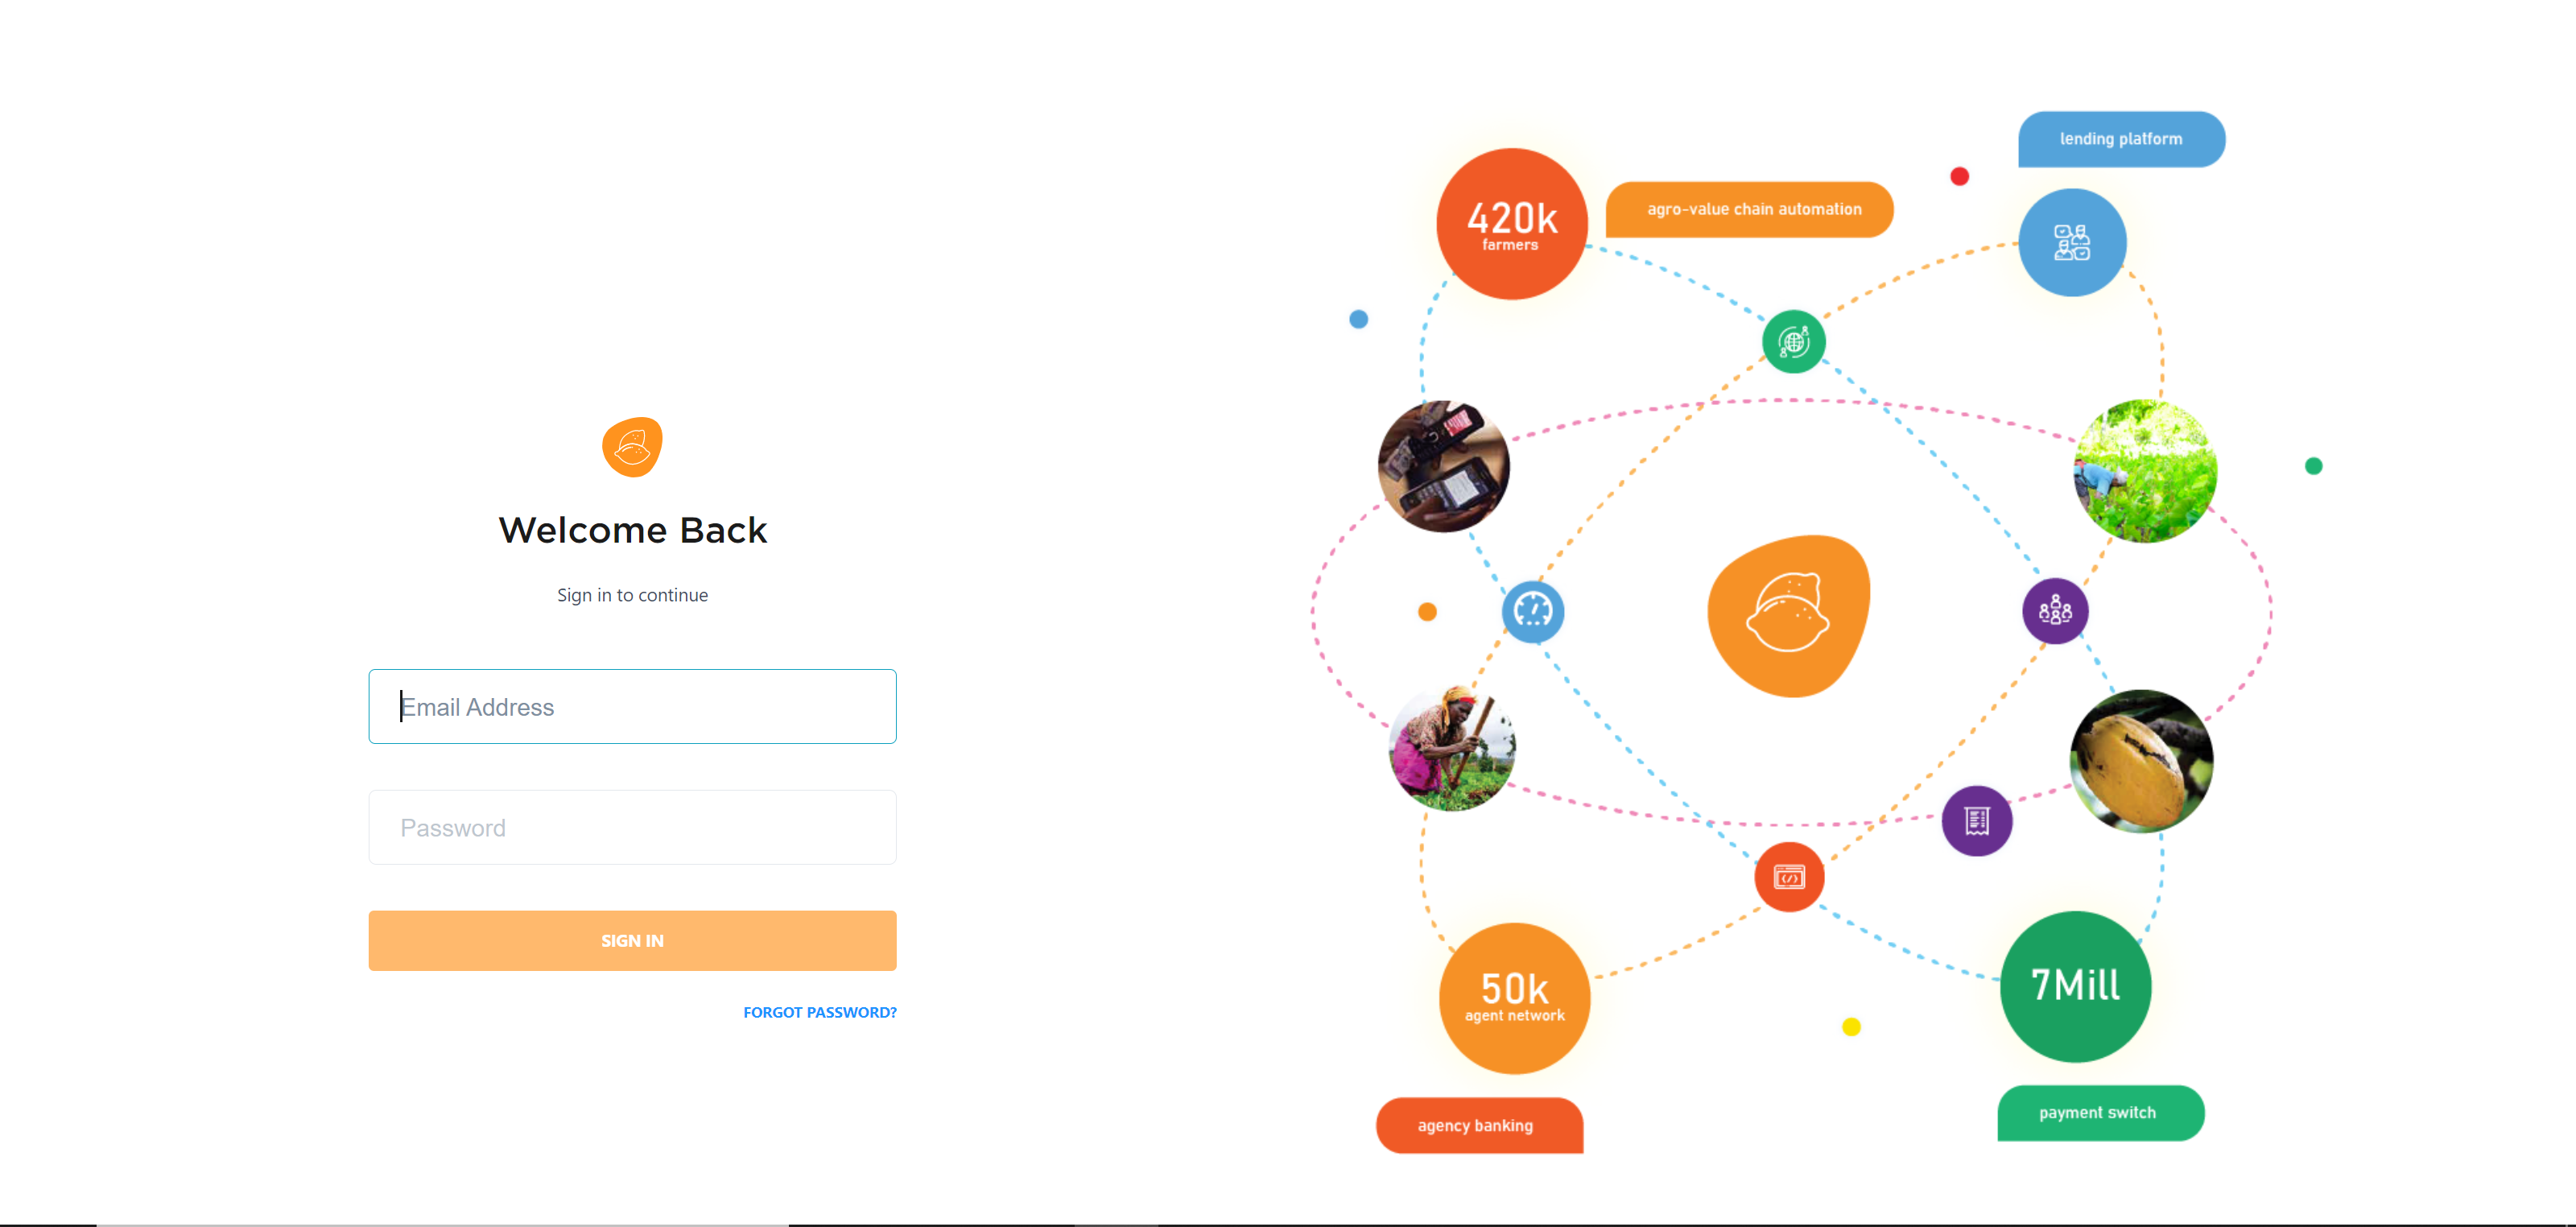 Welcome Back
Sign in to continue
Email Address
Password
SIGN IN
FORGOT PASSWORD?
lending platform
420k
farmers
agro-value chain automation
50k
agent network
7Mill
agency banking
payment switch